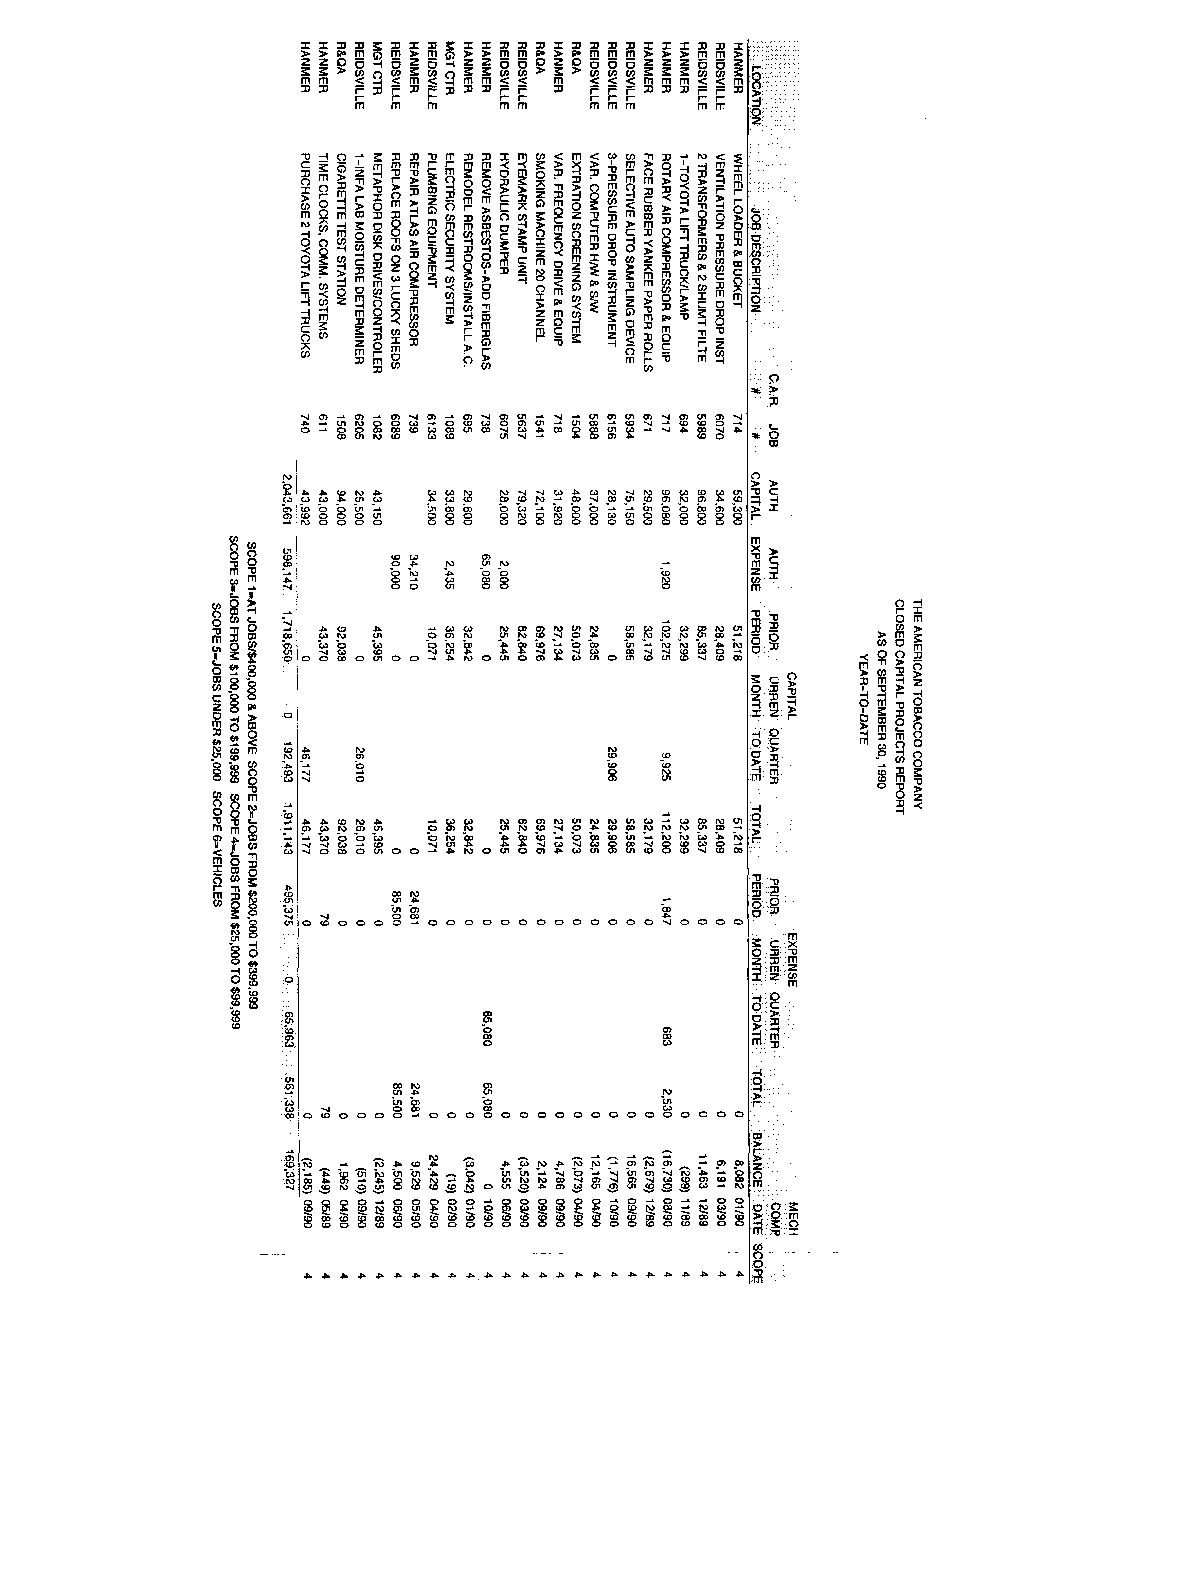 THE AMERICAN TOBACCO COMPANY
CLOSED CAPITAL PROJECTS REPORT
AS OF SEPTEMBER 30, 1990
YEAR-TO-DATE
CAPITAL EXPENSE MECH
C.A.R. JOB AUTH AUTH PRIOR URREN QUARTER PRIOR URREN QUARTER COMP
LOCATION JOB DESCRIPTION # # CAPITAL EXPENSE PERIOD MONTH TO DATE TOTAL PERIOD MONTH TO DATE TOTAL BALANCE DATE SCOPE
HANMER WHEEL LOADER & BUCKET 714 59,300 51,218 51,218 0 0 8,082 01/90 4
REIDSVILLE VENTILATION PRESSURE DROP INST 6070 34,600 28,409 28,409 0 0 6,191 03/90 4
REIDSVILLE 2 TRANSFORMERS & 2 SHUMT FILTE 5989 96,800 85,337 85,337 0 0 11,463 12/89 4
HANMER 1-TOYOTA LIFT TRUCK/LAMP 694 32,000 32,299 32,299 0 0 (299) 11/89 4
HANMER ROTARY AIR COMPRESSOR & EQUIP 717 96,080 1,920 102,275 9,925 112,200 1,847 683 2,530 (16,730) 08/90 4
HANMER FACE RUBBER YANKEE PAPER ROLLS 671 29,500 32,179 32,179 0 0 (2,679) 12/89 4
REIDSVILLE SELECTIVE AUTO SAMPLING DEVICE 5934 75,150 58,585 58,585 0 0 16,565 09/90 4
REIDSVILLE 3-PRESSURE DROP INSTRUMENT 6156 28,130 0 29,906 29,906 0 0 (1,776) 10/90 4
REIDSVILLE VAR. COMPUTER H/W & S/W 5888 37,000 24,835 24,835 0 0 12,165 04/90 4
R&QA EXTRATION SCREENING SYSTEM 1504 48,000 50,073 50,073 0 0 (2,073) 04/90 4
HANMER VAR. FREQUENCY DRIVE & EQUIP 718 31,920 27,134 27,134 0 0 4,786 09/90 4
R&QA SMOKING MACHINE 20 CHANNEL 1541 72,100 69,976 69,976 0 0 2,124 09/90 4
REIDSVILLE EYEMARK STAMP UNIT 5637 79,320 82,840 82,840 0 0 (3,520) 03/90 4
REIDSVILLE HYDRAULIC DUMPER 6075 28,000 2,000 25,445 25,445 0 0 4,555 06/90 4
HANMER REMOVE ASBESTOS-ADD FIBERGLAS 738 65,080 0 0 65,080 65,080 0 10/90 4
HANMER REMODEL RESTROOMS/INSTALL A.C. 695 29,800 32,842 32,842 0 0 (3,042) 01/90 4
MGT CTR ELECTRIC SECURITY SYSTEM 1089 33,800 2,435 36,254 36,254 0 0 (19) 02/90 4
REIDSVILLE PLUMBING EQUIPMENT 6133 34,500 10,071 10,071 0 0 24,429 04/90 4
HANMER REPAIR ATLAS AIR COMPRESSOR 739 34,210 0 0 24,681 24,681 9,529 05/90 4
REIDSVILLE REPLACE ROOFS ON 3 LUCKY SHEDS 6089 90,000 0 0 85,500 85,500 4,500 06/90 4
MGT CTR METAPHOR DISK DRIVES/CONTROLER 1082 43,150 45,395 45,395 0 0 (2,245) 12/89 4
REIDSVILLE 1-INFA LAB MOISTURE DETERMINER 6205 25,500 0 26,010 26,010 0 0 (510) 09/90 4
R&QA CIGARETTE TEST STATION 1508 94,000 92,038 92,038 0 0 1,962 04/90 4
HANMER TIME CLOCKS, COMM. SYSTEMS 611 43,000 43,370 43,370 79 79 (449) 05/89 4
HANMER PURCHASE 2 TOYOTA LIFT TRUCKS 740 43,992 0 46,177 46,177 0 0 (2,185) 09/90 4
2,043,661 598,147 1,718,650 0 192,493 1,911,143 495,375 0 65,963 561,338 169,327
SCOPE 1=AT JOBS/$400,000 & ABOVE SCOPE 2=JOBS FROM $200,000 TO $399,999
SCOPE 3=JOBS FROM $100,000 TO $199,999 SCOPE 4=JOBS FROM $25,000 TO $99,999
SCOPE 5=JOBS UNDER $25,000 SCOPE 6=VEHICLES